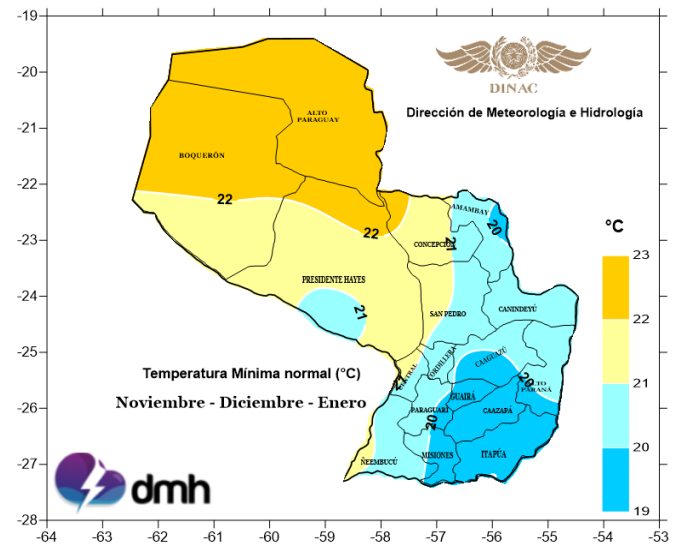 -19
-20
-21
-22
-23
-24
-25
-26
-27
-28
-64
-63
-62
-61
-60
-59
-58
-57
-56
-55
-54
-53
DINAC
Dirección de Meteorología e Hidrología
ALTO
PARAGUAY
BOQUERÓN
22
22
AMAMBAY
20
CONCEPCIÓN
21
PRESIDENTE HAYES
21
SAN PEDRO
CANINDEYÚ
CORDILLERA
CAAGUAZÚ
CENTRAL
21
20
ALTO
PARANÁ
GUAIRÁ
PARAGUARÍ
CAAZAPÁ
20
MISIONES
ITAPÚA
ÑEEMBUCÚ
Temperatura Mínima normal (°C)
Noviembre - Diciembre - Enero
dmh
°C
23
22
21
20
19